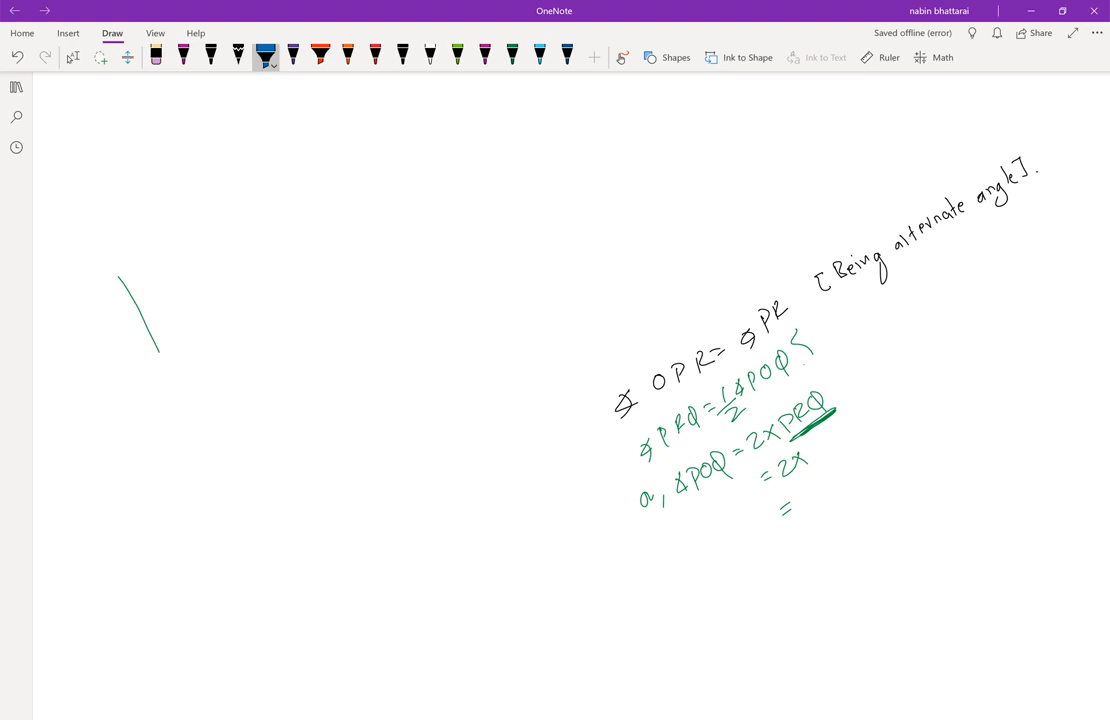 OneNote
nabin bhattarai
Home Insert Draw View Help
Saved offline (error) Share
Shapes Ink to Shape Ink to Text Ruler Math
∡ OPR = ∡ PR [Being alternate angle].
∡ PRQ = 1/2 ∡POQ {
a, ∡POQ = 2×PRQ
= 2×
=